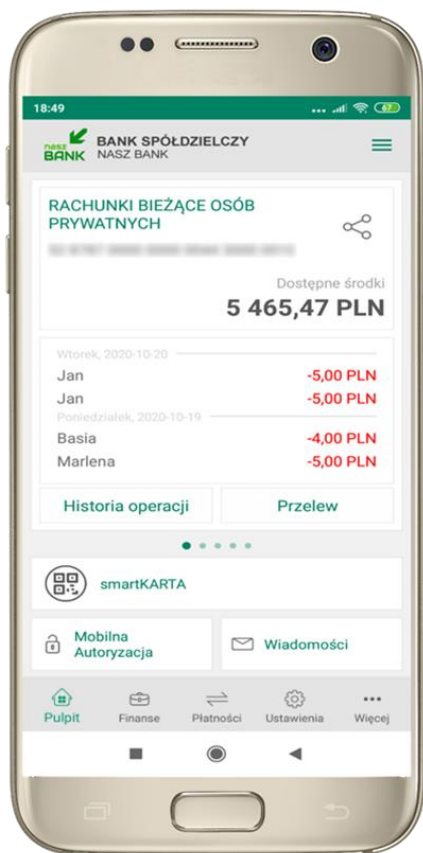 18:49
67
nasz
BANK
BANK SPÓŁDZIELCZY
NASZ BANK
RACHUNKI BIEŻĄCE OSÓB
PRYWATNYCH
Dostępne środki
5 465,47 PLN
Wtorek, 2020-10-20
Jan -5,00 PLN
Jan -5,00 PLN
Poniedziałek, 2020-10-19
Basia -4,00 PLN
Marlena -5,00 PLN
Historia operacji Przelew
smartKARTA
Mobilna
Autoryzacja
Wiadomości
Pulpit Finanse Płatności Ustawienia Więcej